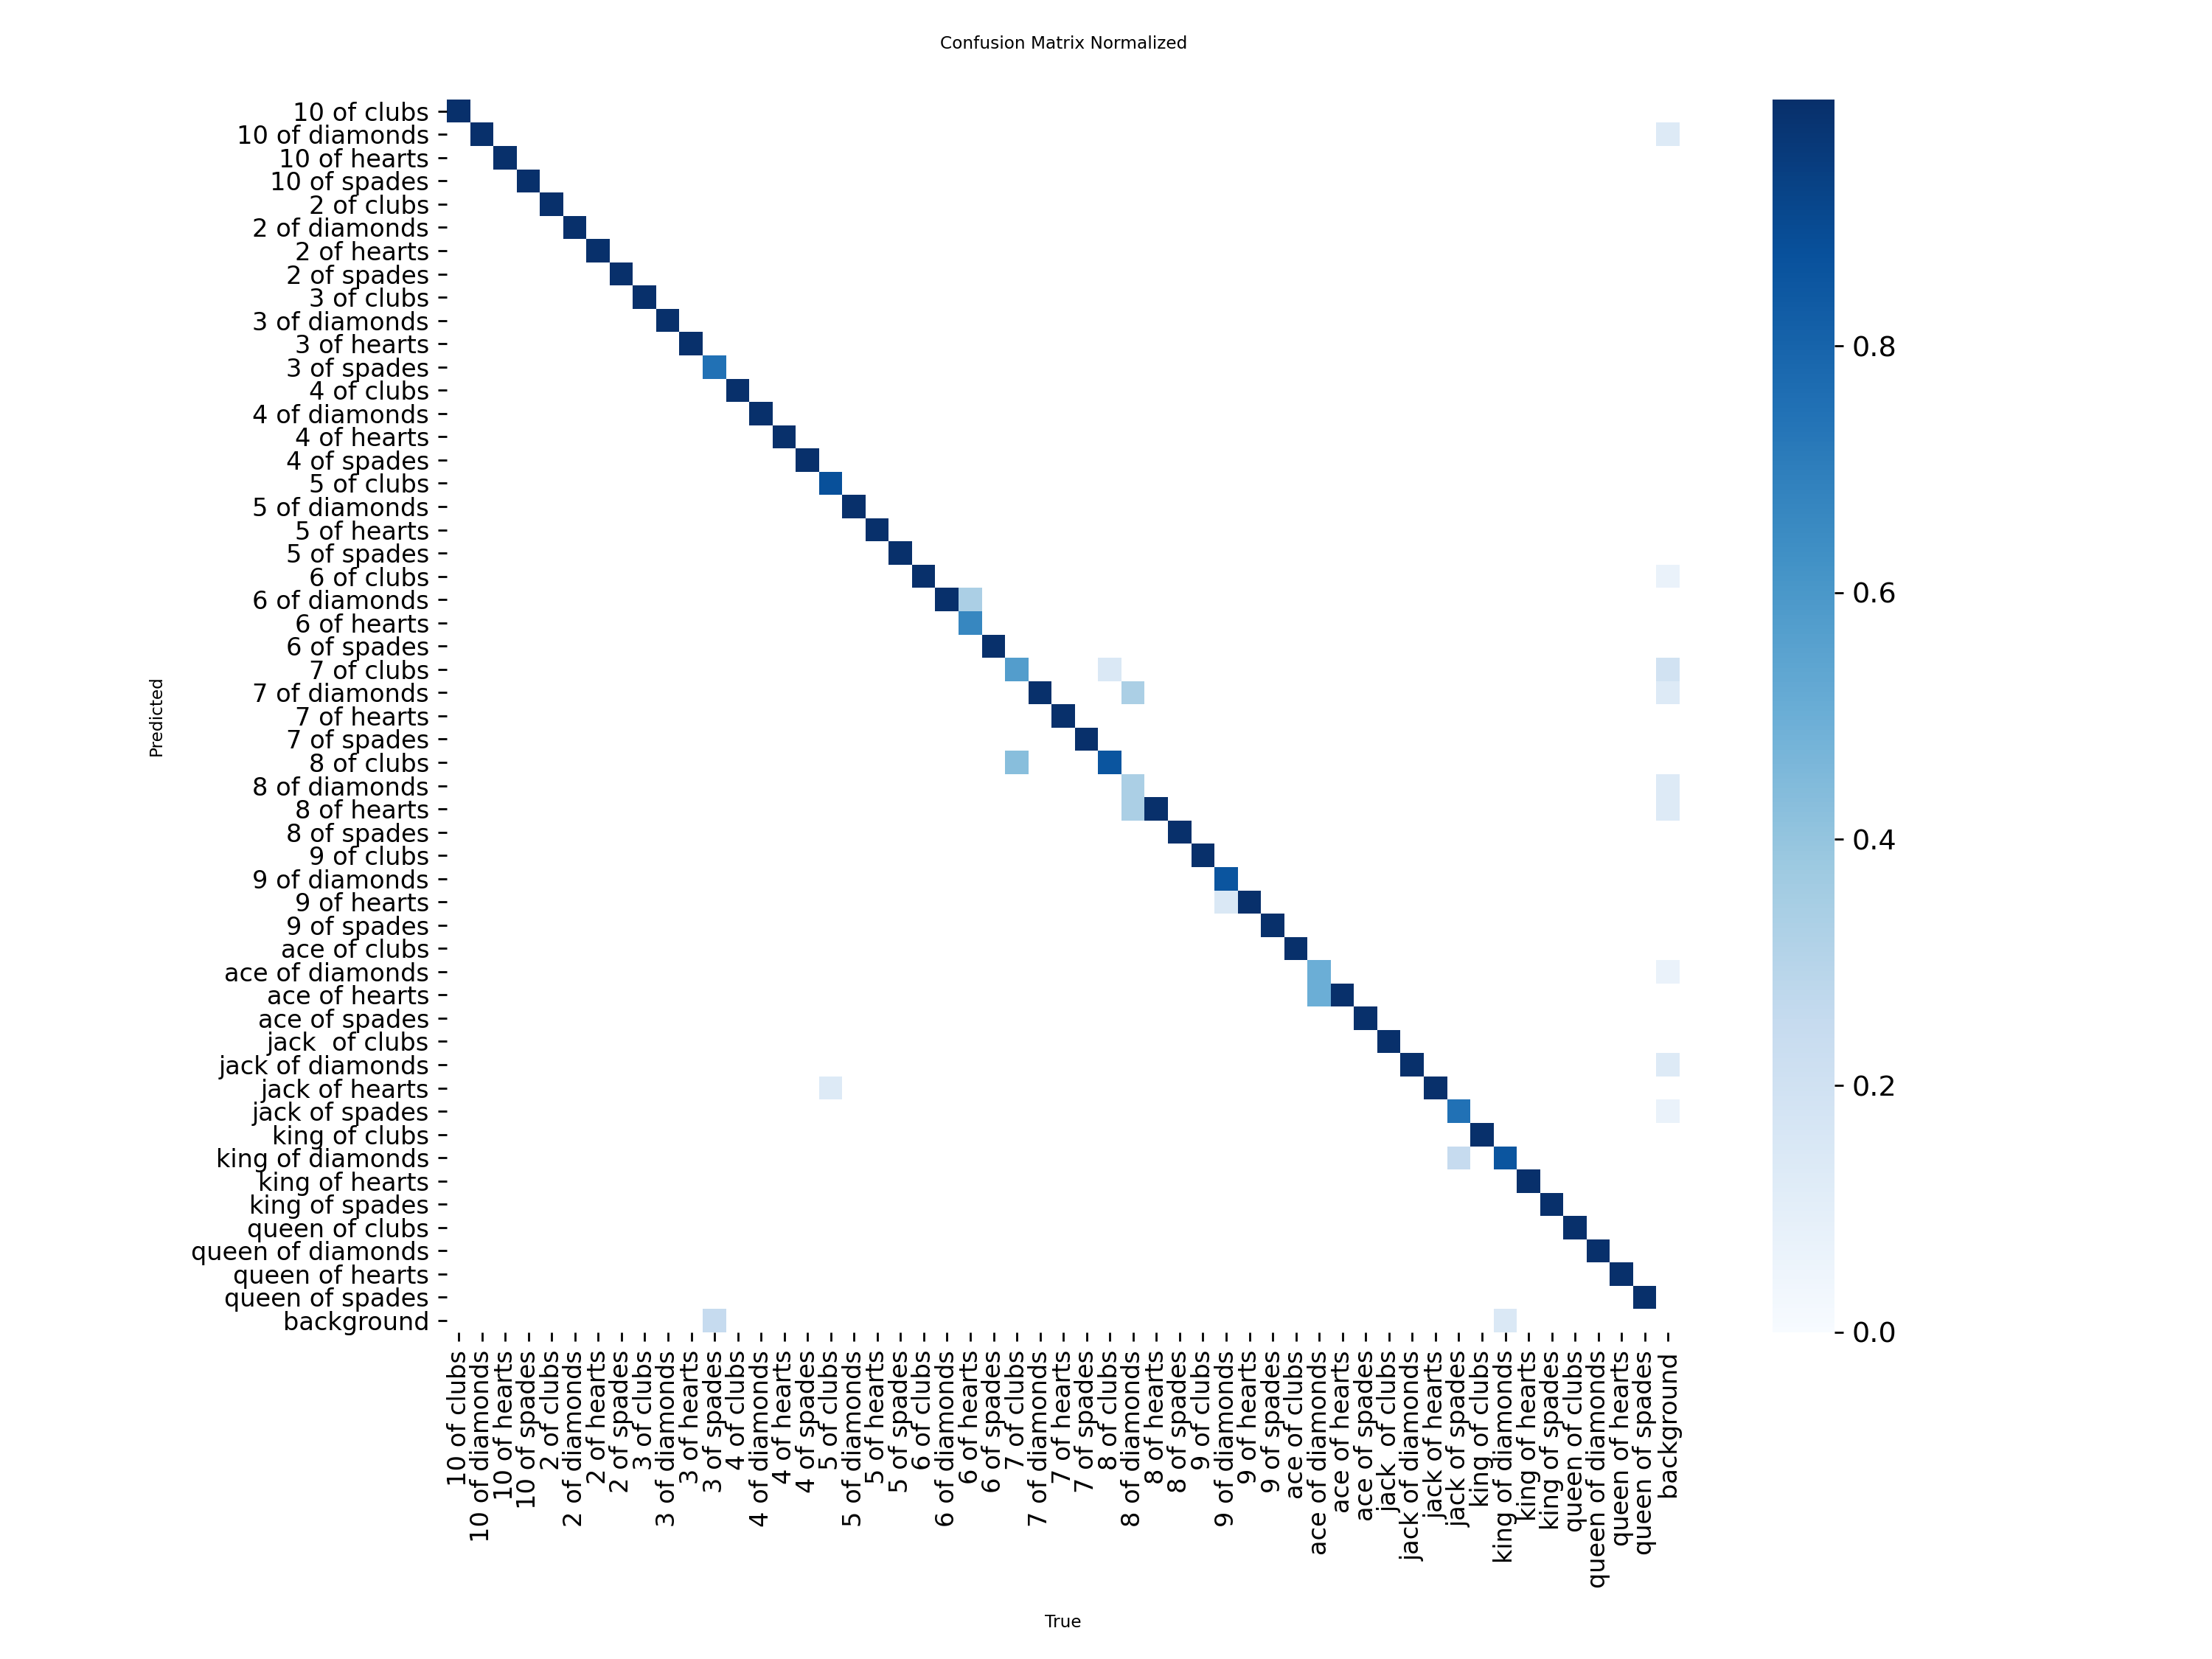 Confusion Matrix Normalized
10 of clubs
10 of diamonds
10 of hearts
10 of spades
2 of clubs
2 of diamonds
2 of hearts
2 of spades
3 of clubs
3 of diamonds
3 of hearts
3 of spades
4 of clubs
4 of diamonds
4 of hearts
4 of spades
5 of clubs
5 of diamonds
5 of hearts
5 of spades
6 of clubs
6 of diamonds
6 of hearts
6 of spades
7 of clubs
7 of diamonds
7 of hearts
7 of spades
8 of clubs
8 of diamonds
8 of hearts
8 of spades
9 of clubs
9 of diamonds
9 of hearts
9 of spades
ace of clubs
ace of diamonds
ace of hearts
ace of spades
jack  of clubs
jack of diamonds
jack of hearts
jack of spades
king of clubs
king of diamonds
king of hearts
king of spades
queen of clubs
queen of diamonds
queen of hearts
queen of spades
background
Predicted
10 of clubs
10 of diamonds
10 of hearts
10 of spades
2 of clubs
2 of diamonds
2 of hearts
2 of spades
3 of clubs
3 of diamonds
3 of hearts
3 of spades
4 of clubs
4 of diamonds
4 of hearts
4 of spades
5 of clubs
5 of diamonds
5 of hearts
5 of spades
6 of clubs
6 of diamonds
6 of hearts
6 of spades
7 of clubs
7 of diamonds
7 of hearts
7 of spades
8 of clubs
8 of diamonds
8 of hearts
8 of spades
9 of clubs
9 of diamonds
9 of hearts
9 of spades
ace of clubs
ace of diamonds
ace of hearts
ace of spades
jack  of clubs
jack of diamonds
jack of hearts
jack of spades
king of clubs
king of diamonds
king of hearts
king of spades
queen of clubs
queen of diamonds
queen of hearts
queen of spades
background
True
0.8
0.6
0.4
0.2
0.0